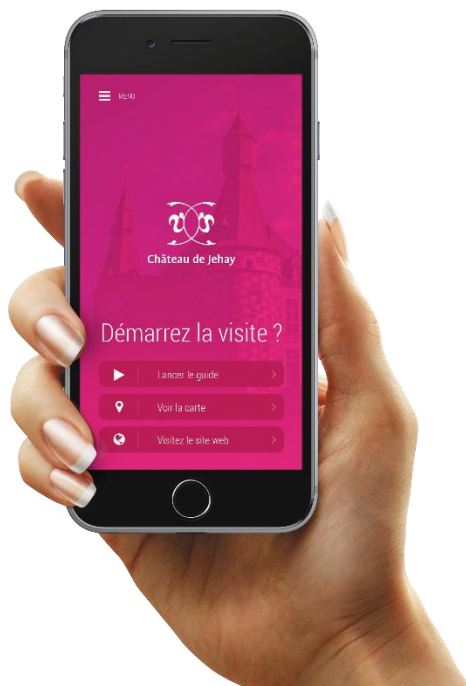 MENU
Château de Jehay
Démarrez la visite ?
Lancer le guide
Voir la carte
Visitez le site web